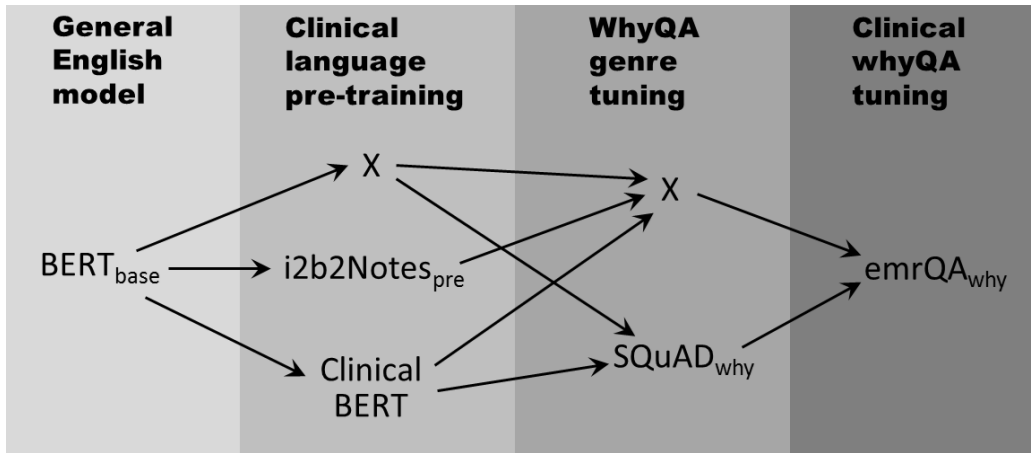 General
English
model
Clinical
language
pre-training
WhyQA
genre
tuning
Clinical
whyQA
tuning
X
X
BERTbase
i2b2Notespre
emrQAwhy
Clinical
BERT
SQuADwhy